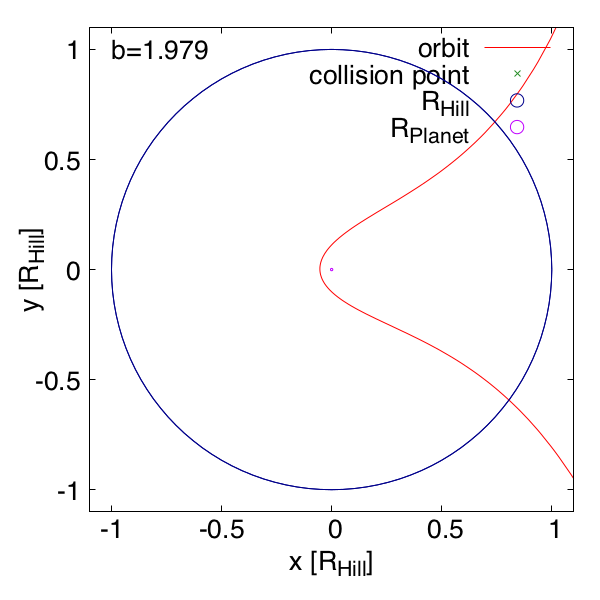 b=1.979
orbit
collision point
R_Hill
R_Planet
1
0.5
0
-0.5
-1
y [R_Hill]
-1 -0.5 0 0.5 1
x [R_Hill]